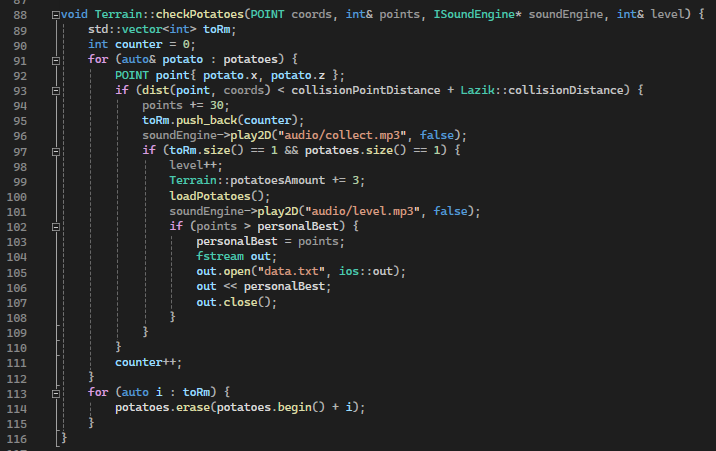 88 void Terrain::checkPotatoes(POINT coords, int& points, ISoundEngine* soundEngine, int& level) {
89 std::vector<int> toRm;
90 int counter = 0;
91 for (auto& potato : potatoes) {
92 POINT point{ potato.x, potato.z };
93 if (dist(point, coords) < collisionPointDistance + Lazik::collisionDistance) {
94 points += 30;
95 toRm.push_back(counter);
96 soundEngine->play2D("audio/collect.mp3", false);
97 if (toRm.size() == 1 && potatoes.size() == 1) {
98 level++;
99 Terrain::potatoesAmount += 3;
100 loadPotatoes();
101 soundEngine->play2D("audio/level.mp3", false);
102 if (points > personalBest) {
103 personalBest = points;
104 fstream out;
105 out.open("data.txt", ios::out);
106 out << personalBest;
107 out.close();
108 }
109 }
110 }
111 counter++;
112 }
113 for (auto i : toRm) {
114 potatoes.erase(potatoes.begin() + i);
115 }
116 }